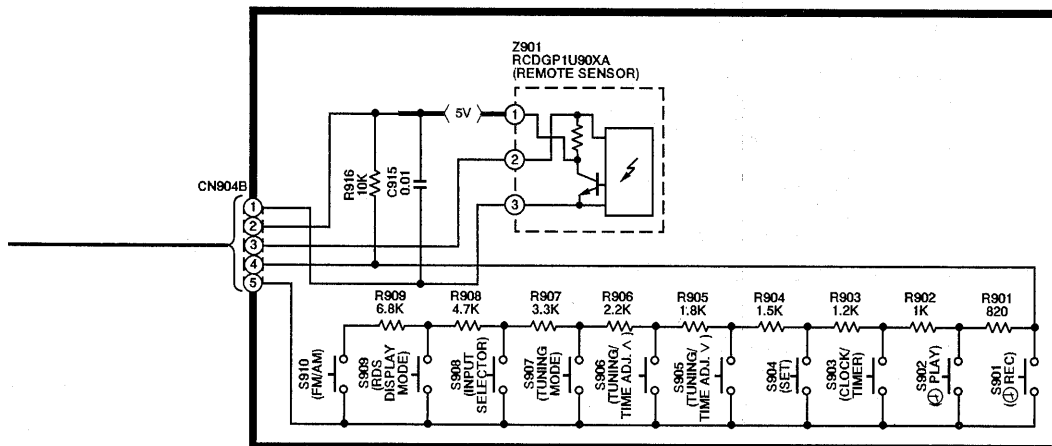 Z901
RCDGP1U90XA
(REMOTE SENSOR)
5V
1
2
3
R916
10K
C915
0.01
CN904B
1
2
3
4
5
R909
6.8K
R908
4.7K
R907
3.3K
R906
2.2K
R905
1.8K
R904
1.5K
R903
1.2K
R902
1K
R901
820
S910
(FM/AM)
S909
(RDS
DISPLAY
MODE)
S908
(INPUT
SELECTOR)
S907
(TUNING
MODE)
S906
(TUNING/
TIME ADJ. ∧)
S905
(TUNING/
TIME ADJ. ∨)
S904
(SET)
S903
(CLOCK/
TIMER)
S902
(PLAY)
S901
(REC)